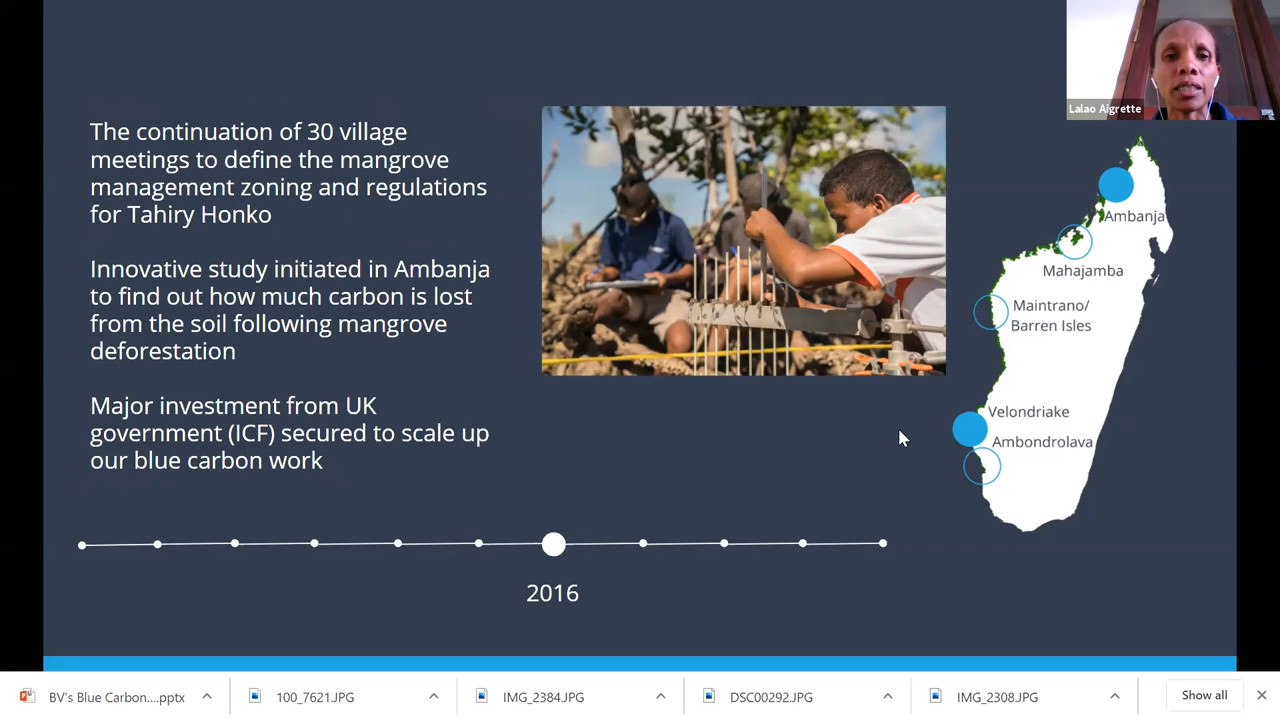 Lalao Aigrette
The continuation of 30 village
meetings to define the mangrove
management zoning and regulations
for Tahiry Honko
Innovative study initiated in Ambanja
to find out how much carbon is lost
from the soil following mangrove
deforestation
Major investment from UK
government (ICF) secured to scale up
our blue carbon work
Ambanja
Mahajamba
Maintrano/
Barren Isles
Velondriake
Ambondrolava
2016
BV's Blue Carbon....pptx
100_7621.JPG
IMG_2384.JPG
DSC00292.JPG
IMG_2308.JPG
Show all